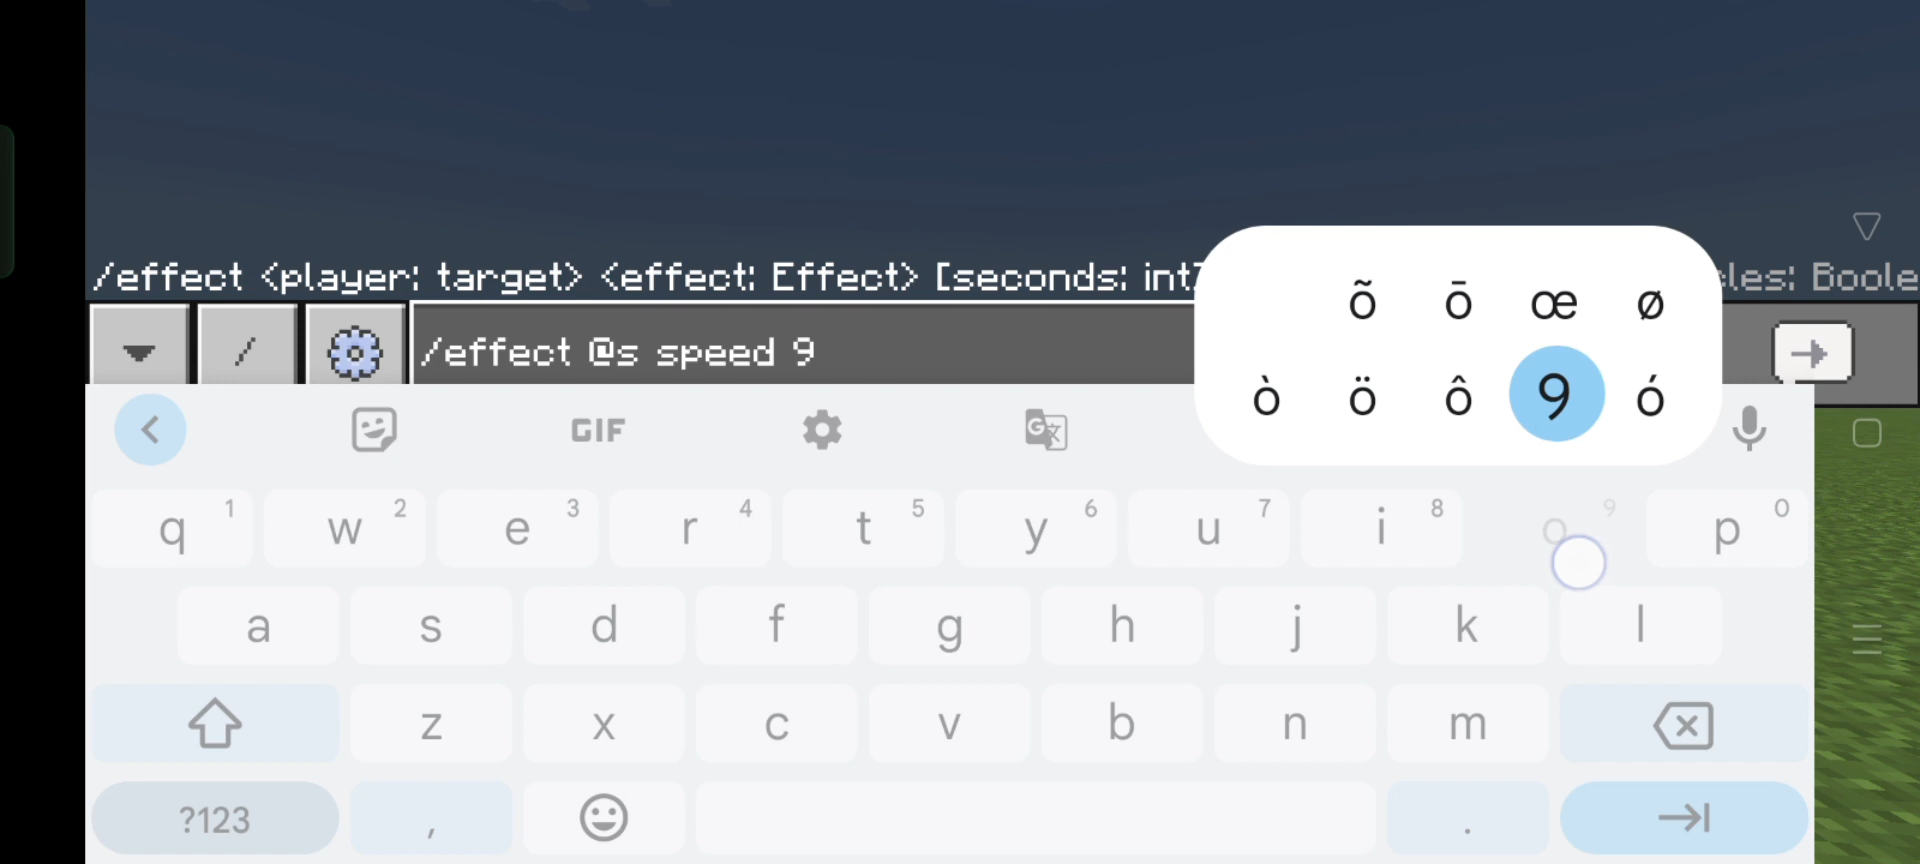 /effect <player: target> <effect: Effect> [seconds: int
les: Boole
/ /effect @s speed 9
õ ō œ ø
ò ö ô 9 ó
GIF
q 1 w 2 e 3 r 4 t 5 y 6 u 7 i 8 o 9 p 0
a s d f g h j k l
z x c v b n m
?123 , .